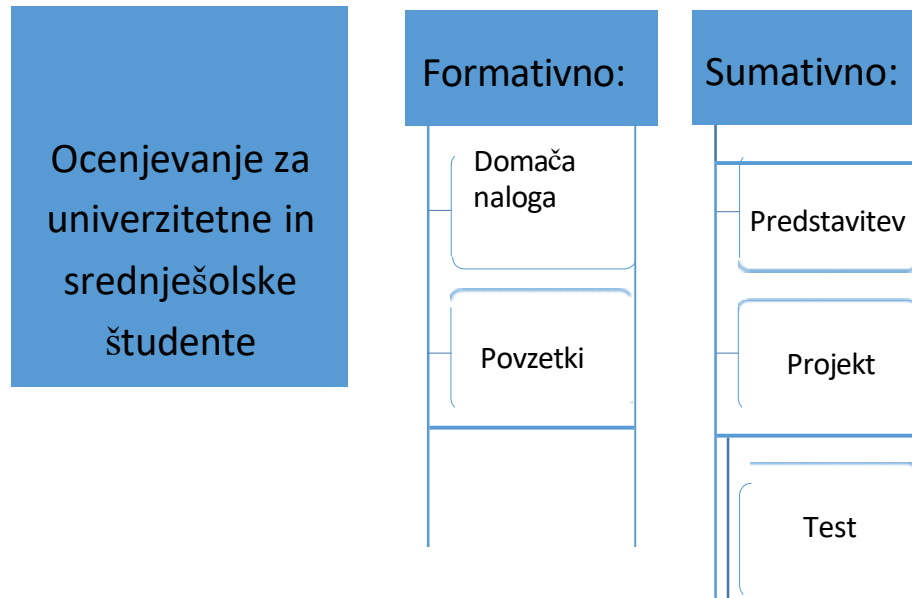 Ocenjevanje za
univerzitetne in
srednješolske
študente
Formativno:
Domača
naloga
Povzetki
Sumativno:
Predstavitev
Projekt
Test